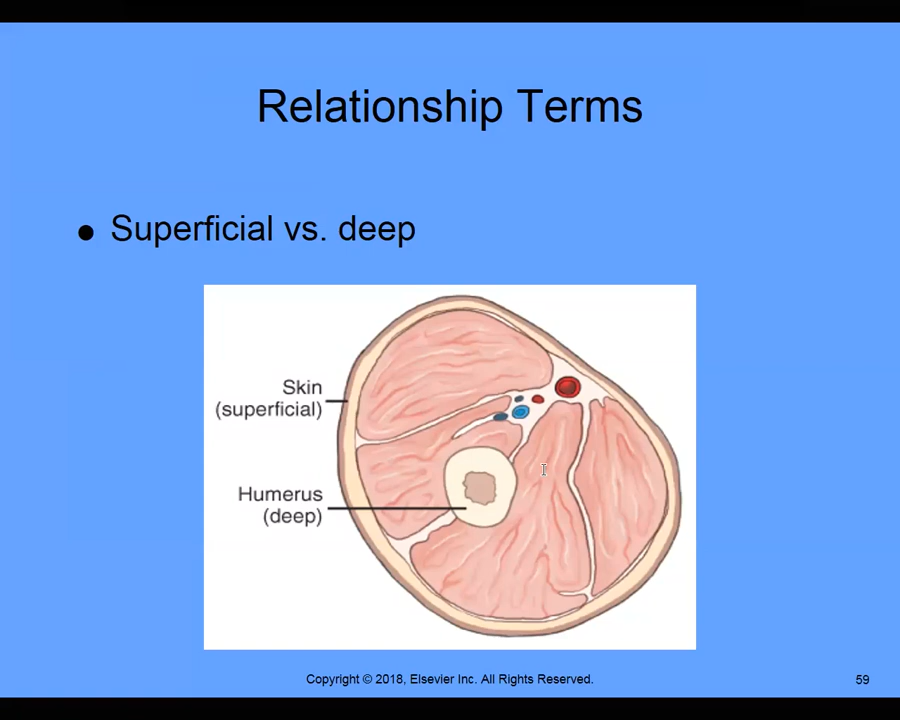 Relationship Terms
● Superficial vs. deep
Skin
(superficial)
Humerus
(deep)
Copyright © 2018, Elsevier Inc. All Rights Reserved.
59